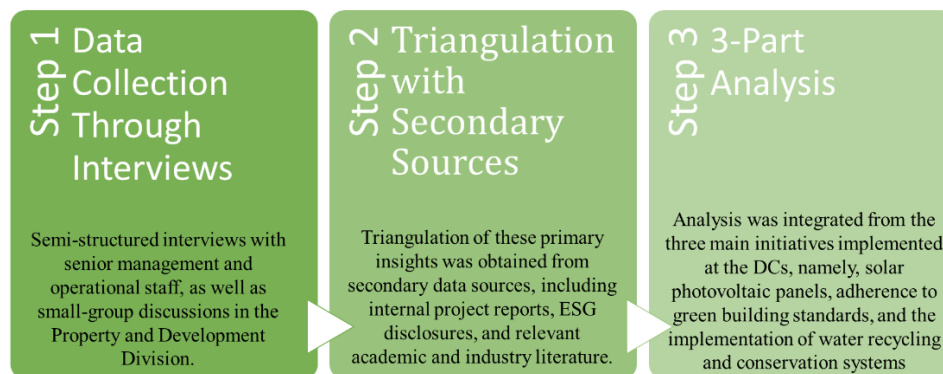 Step 1
Data
Collection
Through
Interviews
Semi-structured interviews with
senior management and
operational staff, as well as
small-group discussions in the
Property and Development
Division.
Step 2
Triangulation
with
Secondary
Sources
Triangulation of these primary
insights was obtained from
secondary data sources, including
internal project reports, ESG
disclosures, and relevant
academic and industry literature.
Step 3
3-Part
Analysis
Analysis was integrated from the
three main initiatives implemented
at the DCs, namely, solar
photovoltaic panels, adherence to
green building standards, and the
implementation of water recycling
and conservation systems